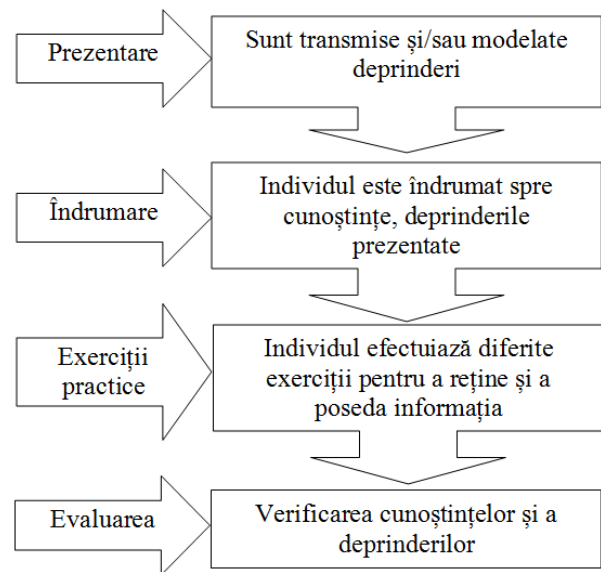 Prezentare
Sunt transmise și/sau modelate
deprinderi
Îndrumare
Individul este îndrumat spre
cunoștințe, deprinderile
prezentate
Exerciții
practice
Individul efectuiază diferite
exerciții pentru a reține și a
poseda informația
Evaluarea
Verificarea cunoștințelor și a
deprinderilor